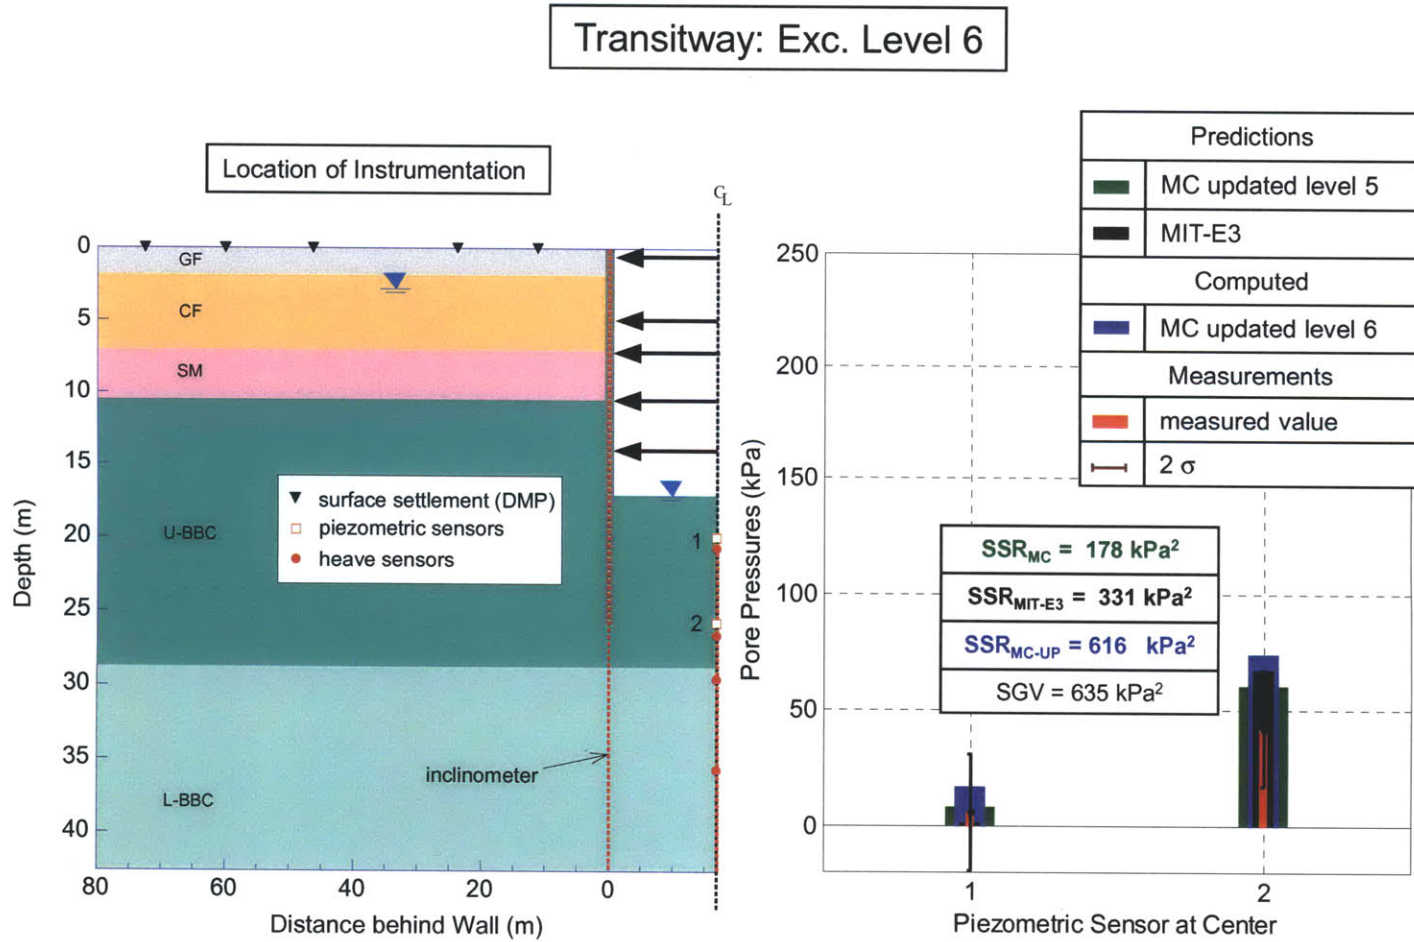 Transitway: Exc. Level 6
Location of Instrumentation
CL
0
5
10
15
20
25
30
35
40
Depth (m)
GF
CF
SM
U-BBC
L-BBC
surface settlement (DMP)
piezometric sensors
heave sensors
1
2
inclinometer
80
60
40
20
0
Distance behind Wall (m)
Predictions
MC updated level 5
MIT-E3
Computed
MC updated level 6
Measurements
measured value
2 σ
250
200
150
100
50
0
Pore Pressures (kPa)
SSR_MC = 178 kPa²
SSR_MIT-E3 = 331 kPa²
SSR_MC-UP = 616 kPa²
SGV = 635 kPa²
1
2
Piezometric Sensor at Center